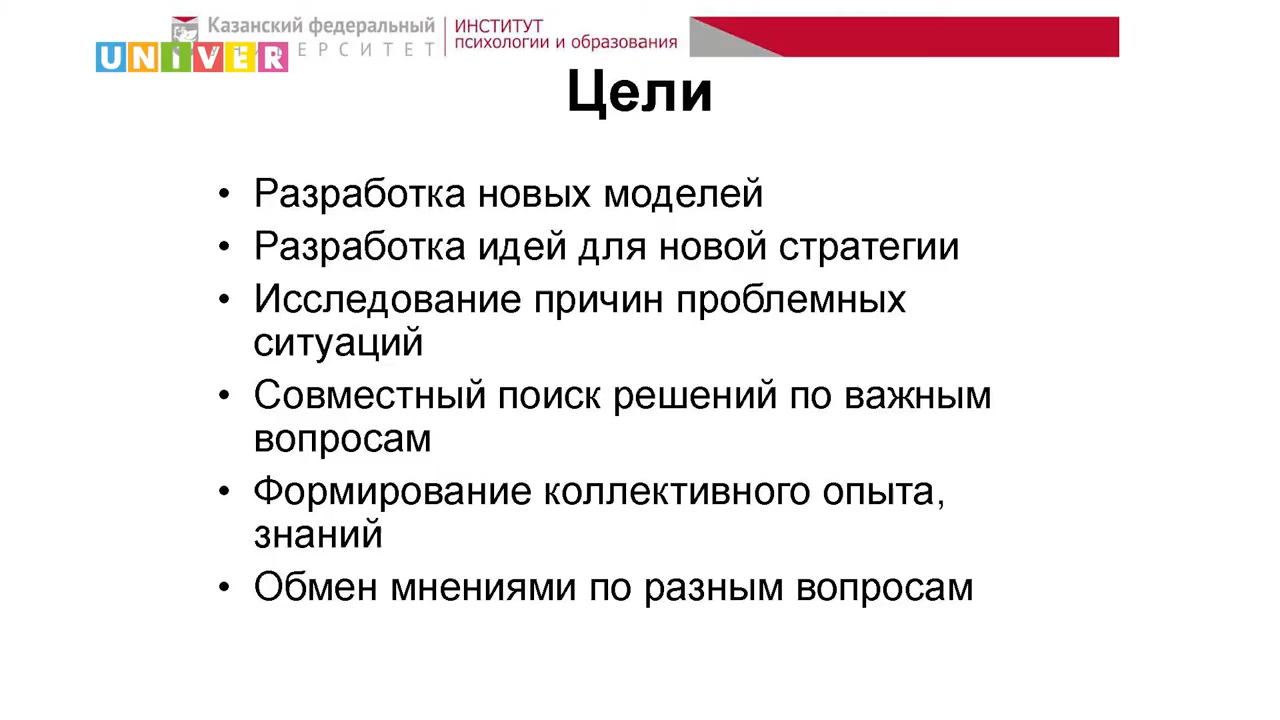 Казанский федеральный
ИНСТИТУТ
психологии и образования
UNIVER
ЕРСИТЕТ
Цели
• Разработка новых моделей
• Разработка идей для новой стратегии
• Исследование причин проблемных
ситуаций
• Совместный поиск решений по важным
вопросам
• Формирование коллективного опыта,
знаний
• Обмен мнениями по разным вопросам